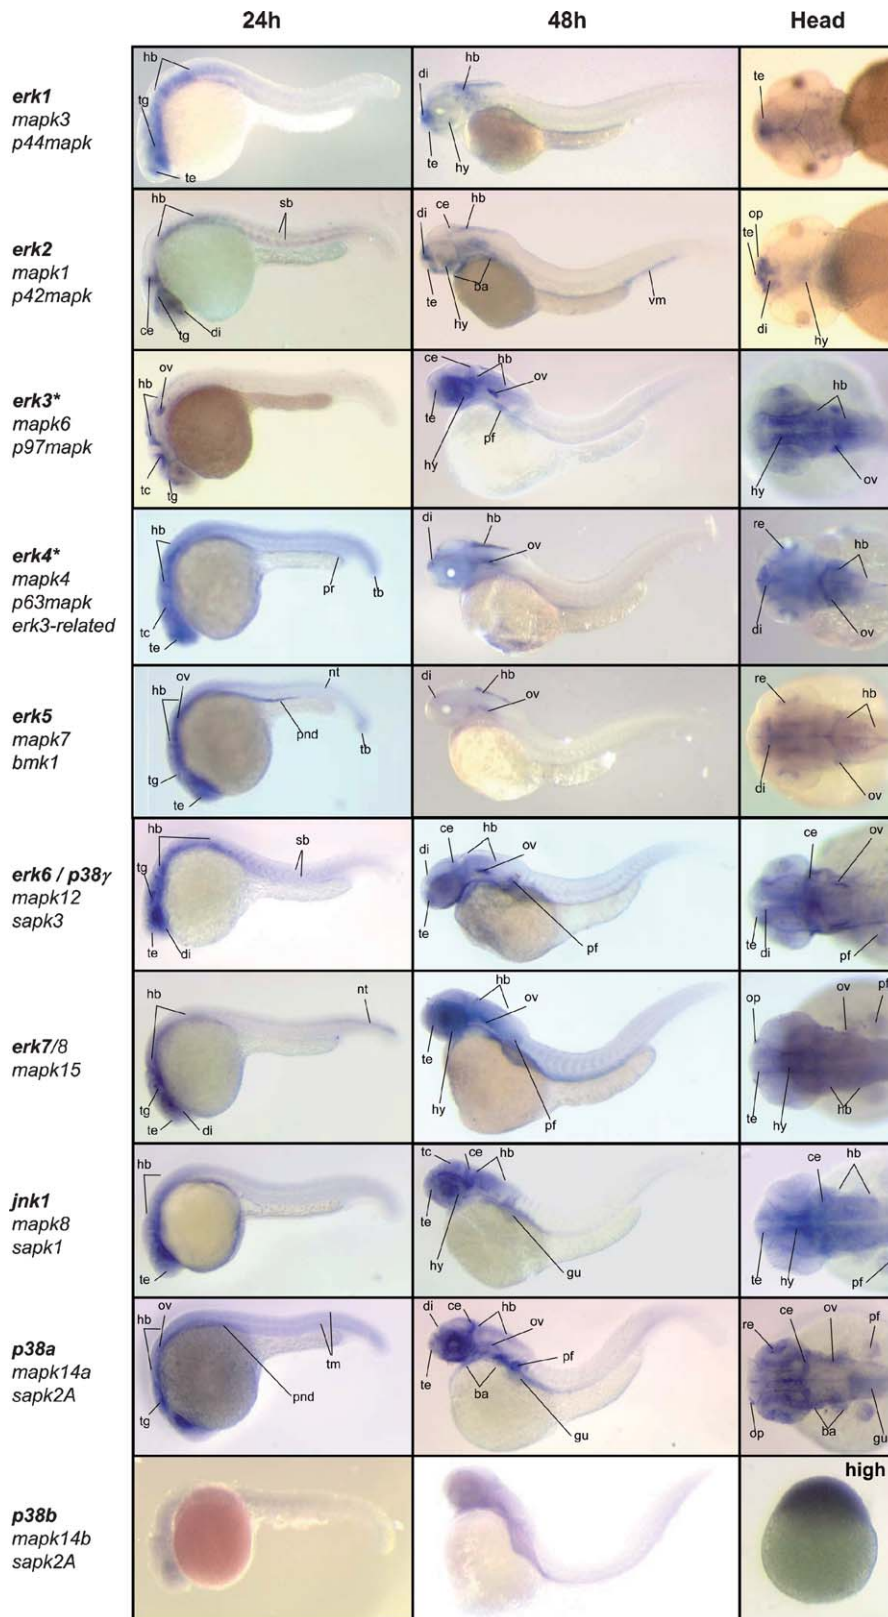 24h 48h Head
erk1
mapk3
p44mapk
hb
tg
te
di hb
te hy
te
erk2
mapk1
p42mapk
hb sb
ce tg di
di ce hb
te hy ba vm
op
te
di hy
erk3*
mapk6
p97mapk
ov
hb
tc tg
ce hb ov
te
hy pf
hb
hy ov
erk4*
mapk4
p63mapk
erk3-related
hb
pr tb
tc
te
di hb
ov
re hb
di ov
erk5
mapk7
bmk1
ov nt
hb
pnd tb
tg
te
di hb
ov
re hb
di ov
erk6 / p38γ
mapk12
sapk3
hb sb
tg
te di
di ce hb
ov
te pf
ce ov
te di pf
erk7/8
mapk15
hb nt
tg
te di
hb
ov
te
hy pf
op ov pf
te hy hb
jnk1
mapk8
sapk1
hb
te
tc ce hb
te
hy gu
ce hb
te hy pf
p38a
mapk14a
sapk2A
ov
hb
tm
pnd
tg
di ce hb
ov
pf
te
ba gu
re ce ov pf
op ba gu
p38b
mapk14b
sapk2A
high